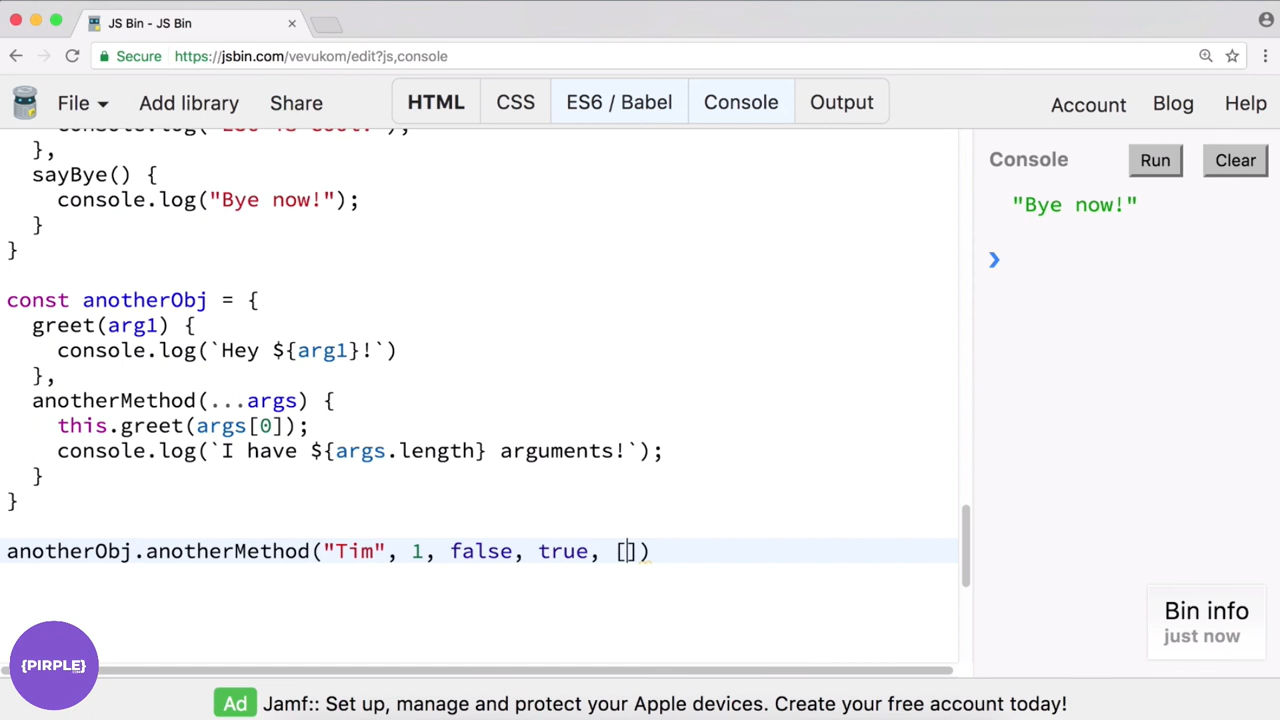 JS Bin - JS Bin
Secure https://jsbin.com/vevukom/edit?js,console
File Add library Share HTML CSS ES6 / Babel Console Output Account Blog Help
},
sayBye() {
console.log("Bye now!");
}
}
const anotherObj = {
greet(arg1) {
console.log(`Hey ${arg1}!`)
},
anotherMethod(...args) {
this.greet(args[0]);
console.log(`I have ${args.length} arguments!`);
}
}
anotherObj.anotherMethod("Tim", 1, false, true, [])
Console Run Clear
"Bye now!"
❯
Bin info
just now
{PIRPLE}
Ad Jamf:: Set up, manage and protect your Apple devices. Create your free account today!